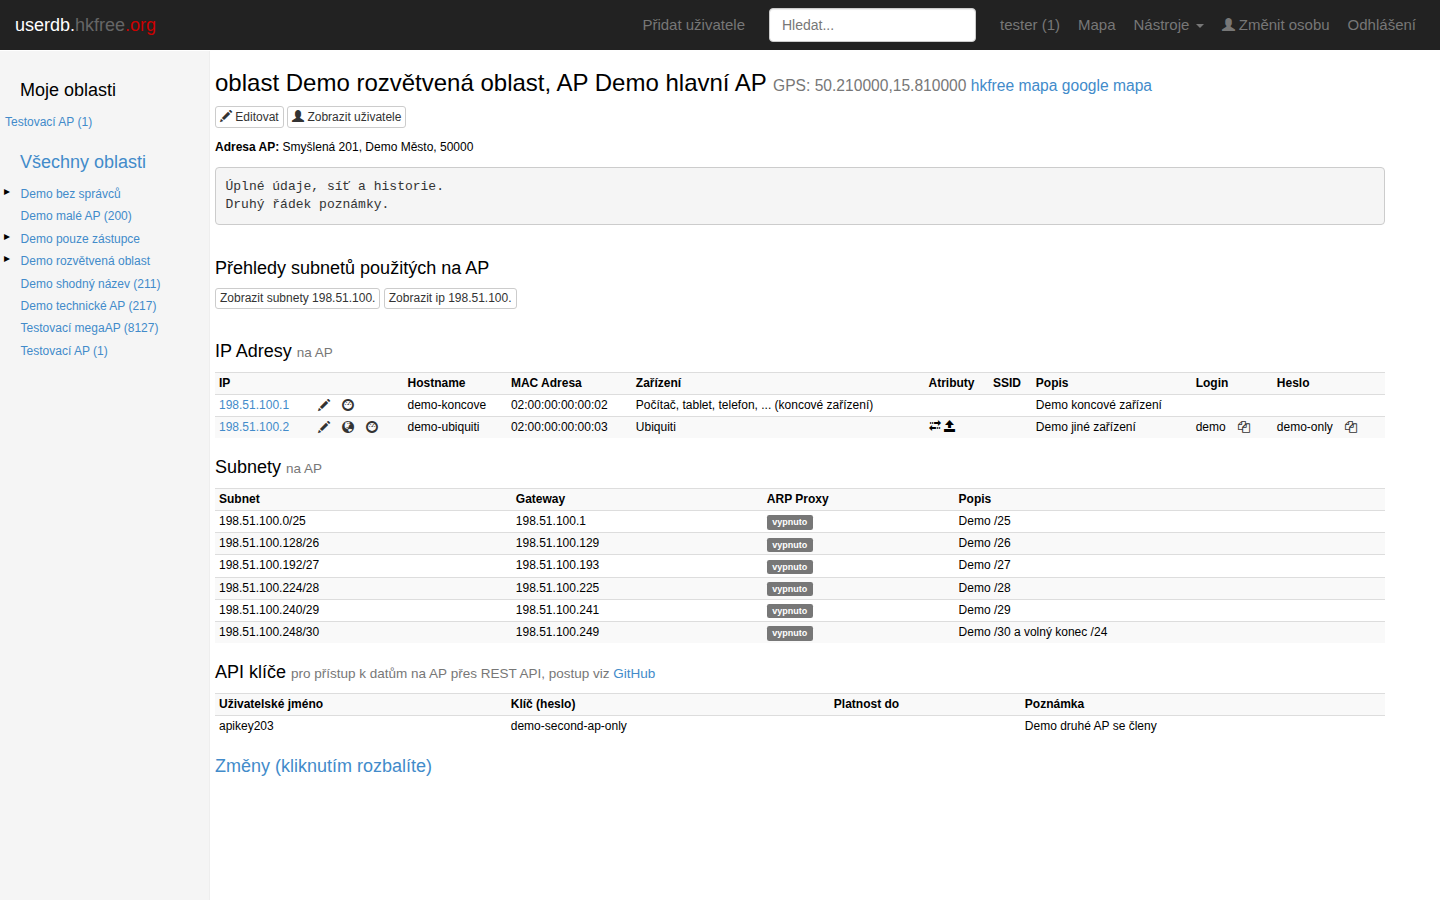 userdb.hkfree.org
Přidat uživatele
Hledat...
tester (1)
Mapa
Nástroje
Změnit osobu
Odhlášení
Moje oblasti
Testovací AP (1)
Všechny oblasti
Demo bez správců
Demo malé AP (200)
Demo pouze zástupce
Demo rozvětvená oblast
Demo shodný název (211)
Demo technické AP (217)
Testovací megaAP (8127)
Testovací AP (1)
oblast Demo rozvětvená oblast, AP Demo hlavní AP GPS: 50.210000,15.810000 hkfree mapa google mapa
Editovat Zobrazit uživatele
Adresa AP: Smyšlená 201, Demo Město, 50000
Úplné údaje, síť a historie.
Druhý řádek poznámky.
Přehledy subnetů použitých na AP
Zobrazit subnety 198.51.100. Zobrazit ip 198.51.100.
IP Adresy na AP
IP Hostname MAC Adresa Zařízení Atributy SSID Popis Login Heslo
198.51.100.1 demo-koncove 02:00:00:00:00:02 Počítač, tablet, telefon, ... (koncové zařízení) Demo koncové zařízení
198.51.100.2 demo-ubiquiti 02:00:00:00:00:03 Ubiquiti Demo jiné zařízení demo demo-only
Subnety na AP
Subnet Gateway ARP Proxy Popis
198.51.100.0/25 198.51.100.1 vypnuto Demo /25
198.51.100.128/26 198.51.100.129 vypnuto Demo /26
198.51.100.192/27 198.51.100.193 vypnuto Demo /27
198.51.100.224/28 198.51.100.225 vypnuto Demo /28
198.51.100.240/29 198.51.100.241 vypnuto Demo /29
198.51.100.248/30 198.51.100.249 vypnuto Demo /30 a volný konec /24
API klíče pro přístup k datům na AP přes REST API, postup viz GitHub
Uživatelské jméno Klíč (heslo) Platnost do Poznámka
apikey203 demo-second-ap-only Demo druhé AP se členy
Změny (kliknutím rozbalíte)